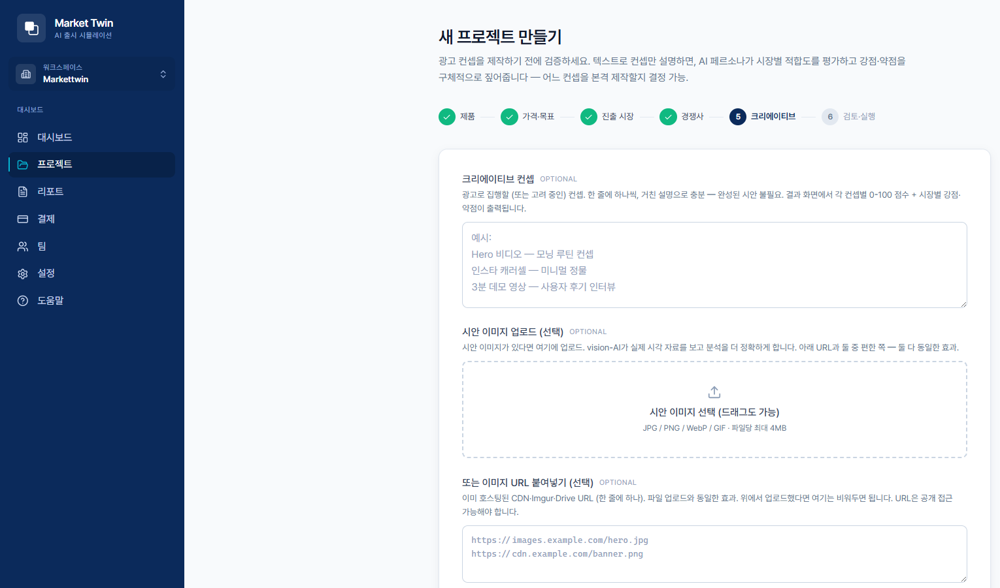 Market Twin
AI 출시 시뮬레이션
워크스페이스
Markettwin
대시보드
대시보드
프로젝트
리포트
결제
팀
설정
도움말
새 프로젝트 만들기
광고 컨셉을 제작하기 전에 검증하세요. 텍스트로 컨셉만 설명하면, AI 페르소나가 시장별 적합도를 평가하고 강점·약점을
구체적으로 짚어줍니다 — 어느 컨셉을 본격 제작할지 결정 가능.
제품
가격·목표
진출 시장
경쟁사
5 크리에이티브
6 검토·실행
크리에이티브 컨셉 OPTIONAL
광고로 집행할 (또는 고려 중인) 컨셉. 한 줄에 하나씩, 거친 설명으로 충분 — 완성된 시안 불필요. 결과 화면에서 각 컨셉별 0-100 점수 + 시장별 강점·
약점이 출력됩니다.
예시:
Hero 비디오 — 모닝 루틴 컨셉
인스타 캐러셀 — 미니멀 정물
3분 데모 영상 — 사용자 후기 인터뷰
시안 이미지 업로드 (선택) OPTIONAL
시안 이미지가 있다면 여기에 업로드. vision-AI가 실제 시각 자료를 보고 분석을 더 정확하게 합니다. 아래 URL과 둘 중 편한 쪽 — 둘 다 동일한 효과.
시안 이미지 선택 (드래그도 가능)
JPG / PNG / WebP / GIF · 파일당 최대 4MB
또는 이미지 URL 붙여넣기 (선택) OPTIONAL
이미 호스팅된 CDN·Imgur·Drive URL (한 줄에 하나). 파일 업로드와 동일한 효과. 위에서 업로드했다면 여기는 비워두면 됩니다. URL은 공개 접근
가능해야 합니다.
https://images.example.com/hero.jpg
https://cdn.example.com/banner.png